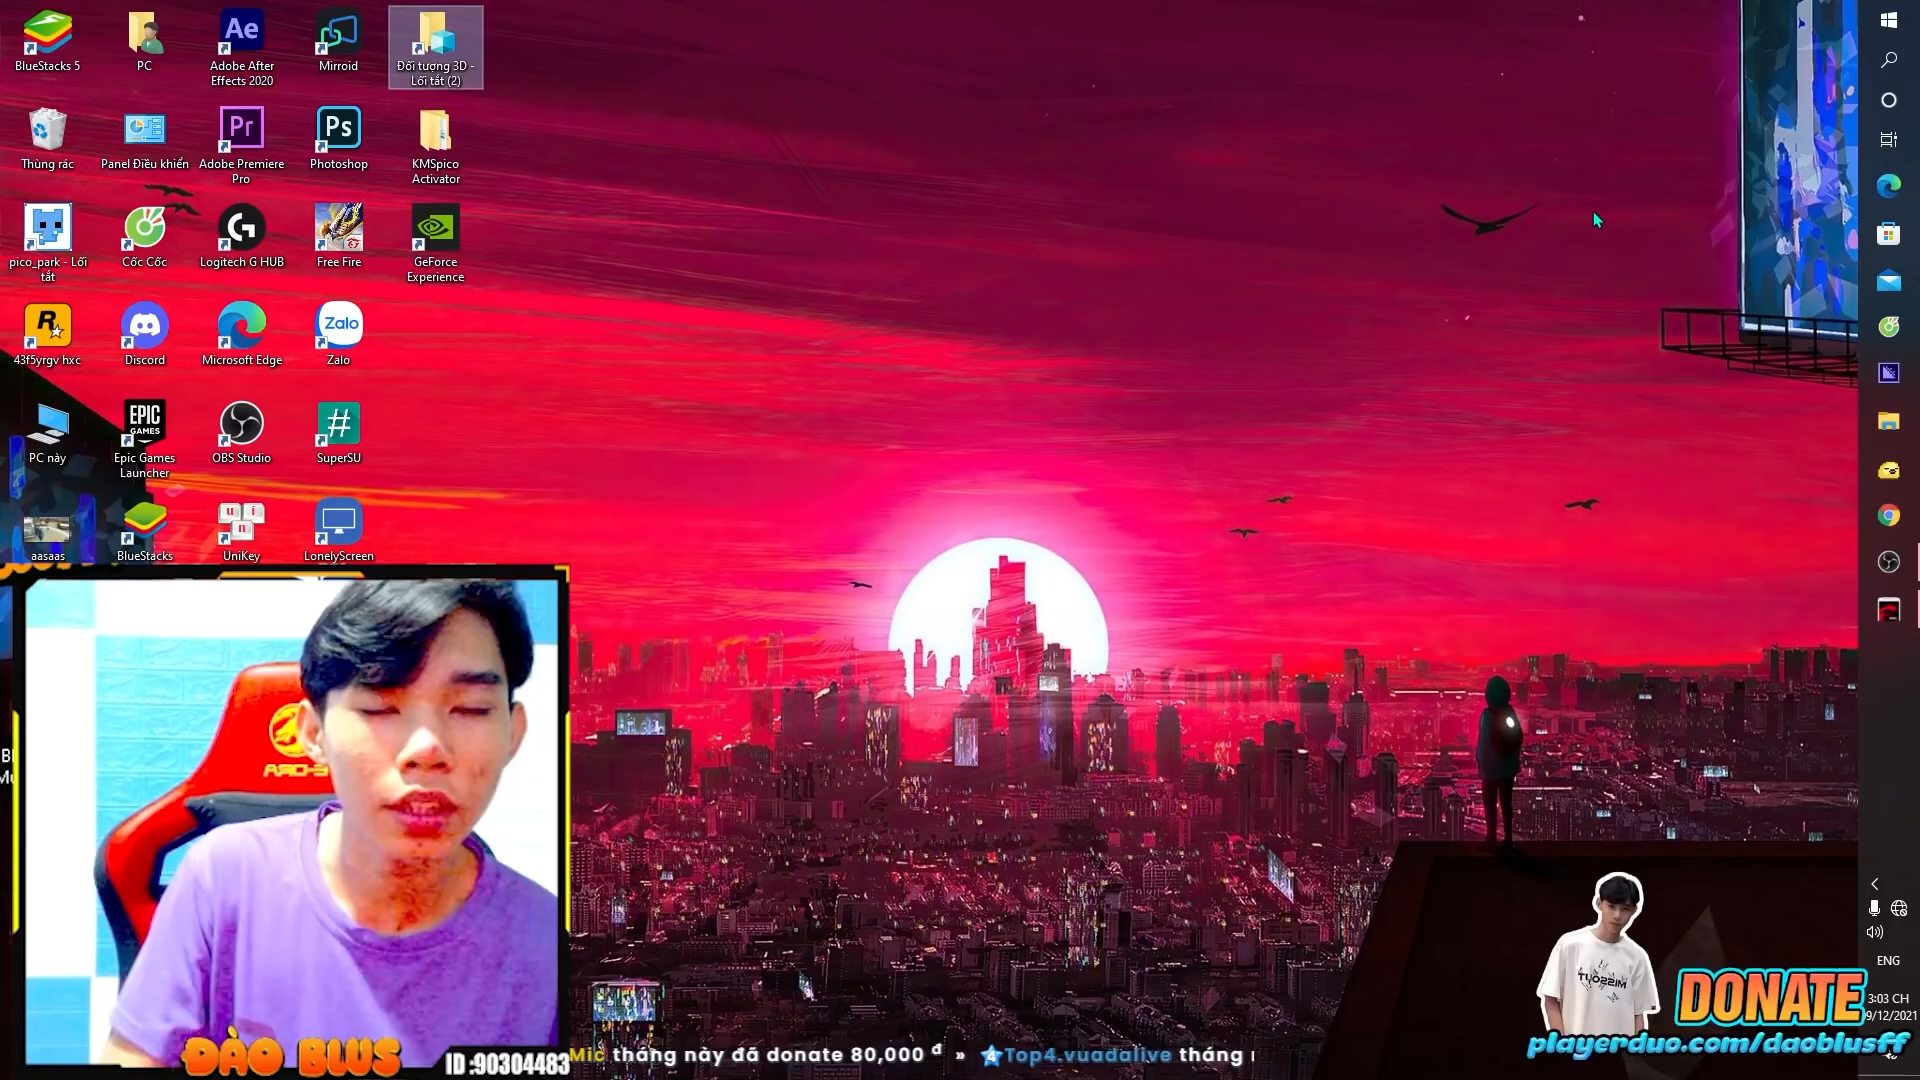 BlueStacks 5
PC
Ae
Adobe After
Effects 2020
Mirroid
Đối tượng 3D -
Lối tắt (2)
Thùng rác
Panel Điều khiển
Pr
Adobe Premiere
Pro
Ps
Photoshop
KMSpico
Activator
pico_park - Lối
tắt
Cốc Cốc
Logitech G HUB
Free Fire
GeForce
Experience
43f5yrgv hxc
Discord
Microsoft Edge
Zalo
Zalo
PC này
EPIC
GAMES
Epic Games
Launcher
OBS Studio
#
SuperSU
aasaas
BlueStacks
u i
n
UniKey
LonelyScreen
ĐÀO BLUS
ID:90304483
Mic tháng này đã donate 80,000 đ » 4 Top4.vuadalive tháng
DONATE
playerduo.com/daoblusff
ENG
3:03 CH
9/12/2021